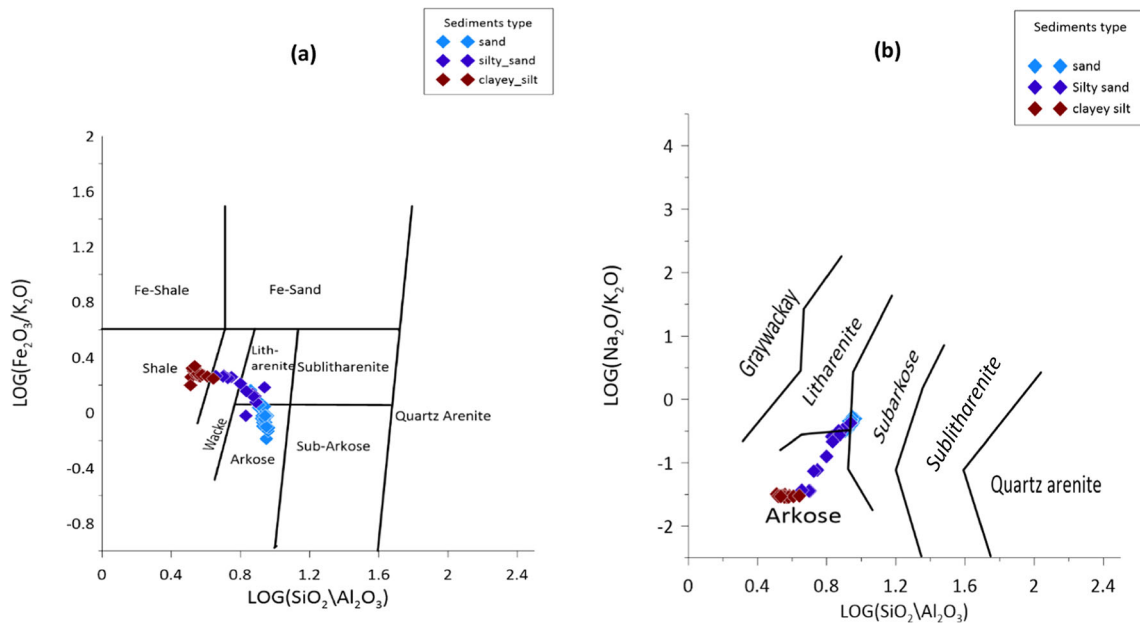 (a)
Sediments type
sand
silty_sand
clayey_silt
LOG(Fe₂O₃/K₂O)
2
1.6
1.2
0.8
0.4
0
-0.4
-0.8
Fe-Shale
Fe-Sand
Shale
Lith-
arenite
Sublitharenite
Wacke
Arkose
Sub-Arkose
Quartz Arenite
0 0.4 0.8 1.2 1.6 2 2.4
LOG(SiO₂\Al₂O₃)
(b)
Sediments type
sand
Silty sand
clayey silt
LOG(Na₂O/K₂O)
4
2
1
0
-1
-2
Graywackay
Litharenite
Subarkose
Sublitharenite
Quartz arenite
Arkose
0 0.4 0.8 1.2 1.6 2 2.4
LOG(SiO₂\Al₂O₃)